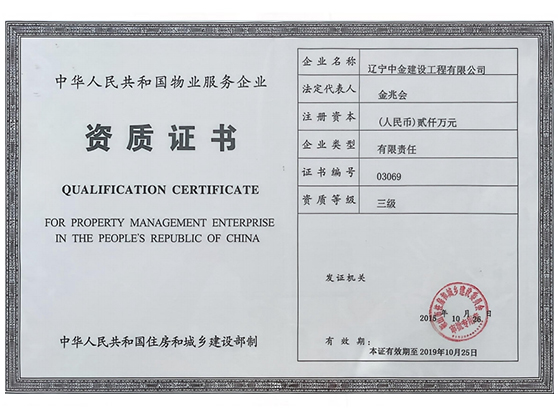 中华人民共和国物业服务企业
资质证书
QUALIFICATION CERTIFICATE
FOR PROPERTY MANAGEMENT ENTERPRISE
IN THE PEOPLE'S REPUBLIC OF CHINA
中华人民共和国住房和城乡建设部制
企业名称 辽宁中金建设工程有限公司
法定代表人 金兆会
注册资本 (人民币)贰仟万元
企业类型 有限责任
证书编号 03069
资质等级 三级
发证机关
年 月 日
10 26
有效期:
本证有效期至2019年10月25日